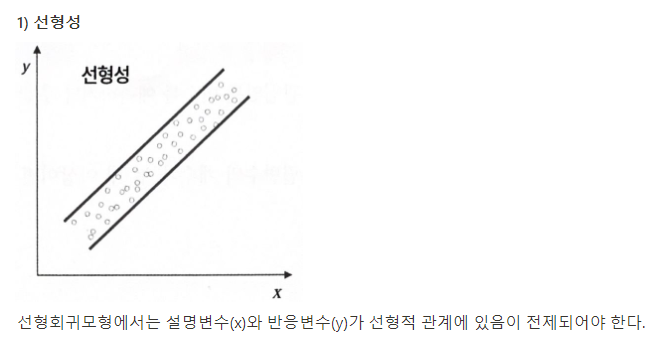 1) 선형성
y
선형성
x
선형회귀모형에서는 설명변수(x)와 반응변수(y)가 선형적 관계에 있음이 전제되어야 한다.